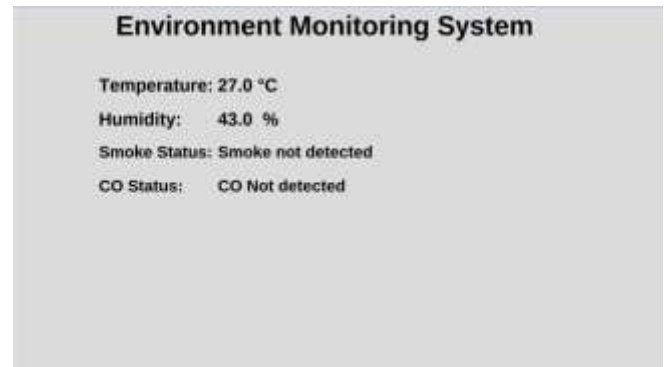 Environment Monitoring System
Temperature: 27.0 °C
Humidity: 43.0 %
Smoke Status: Smoke not detected
CO Status: CO Not detected